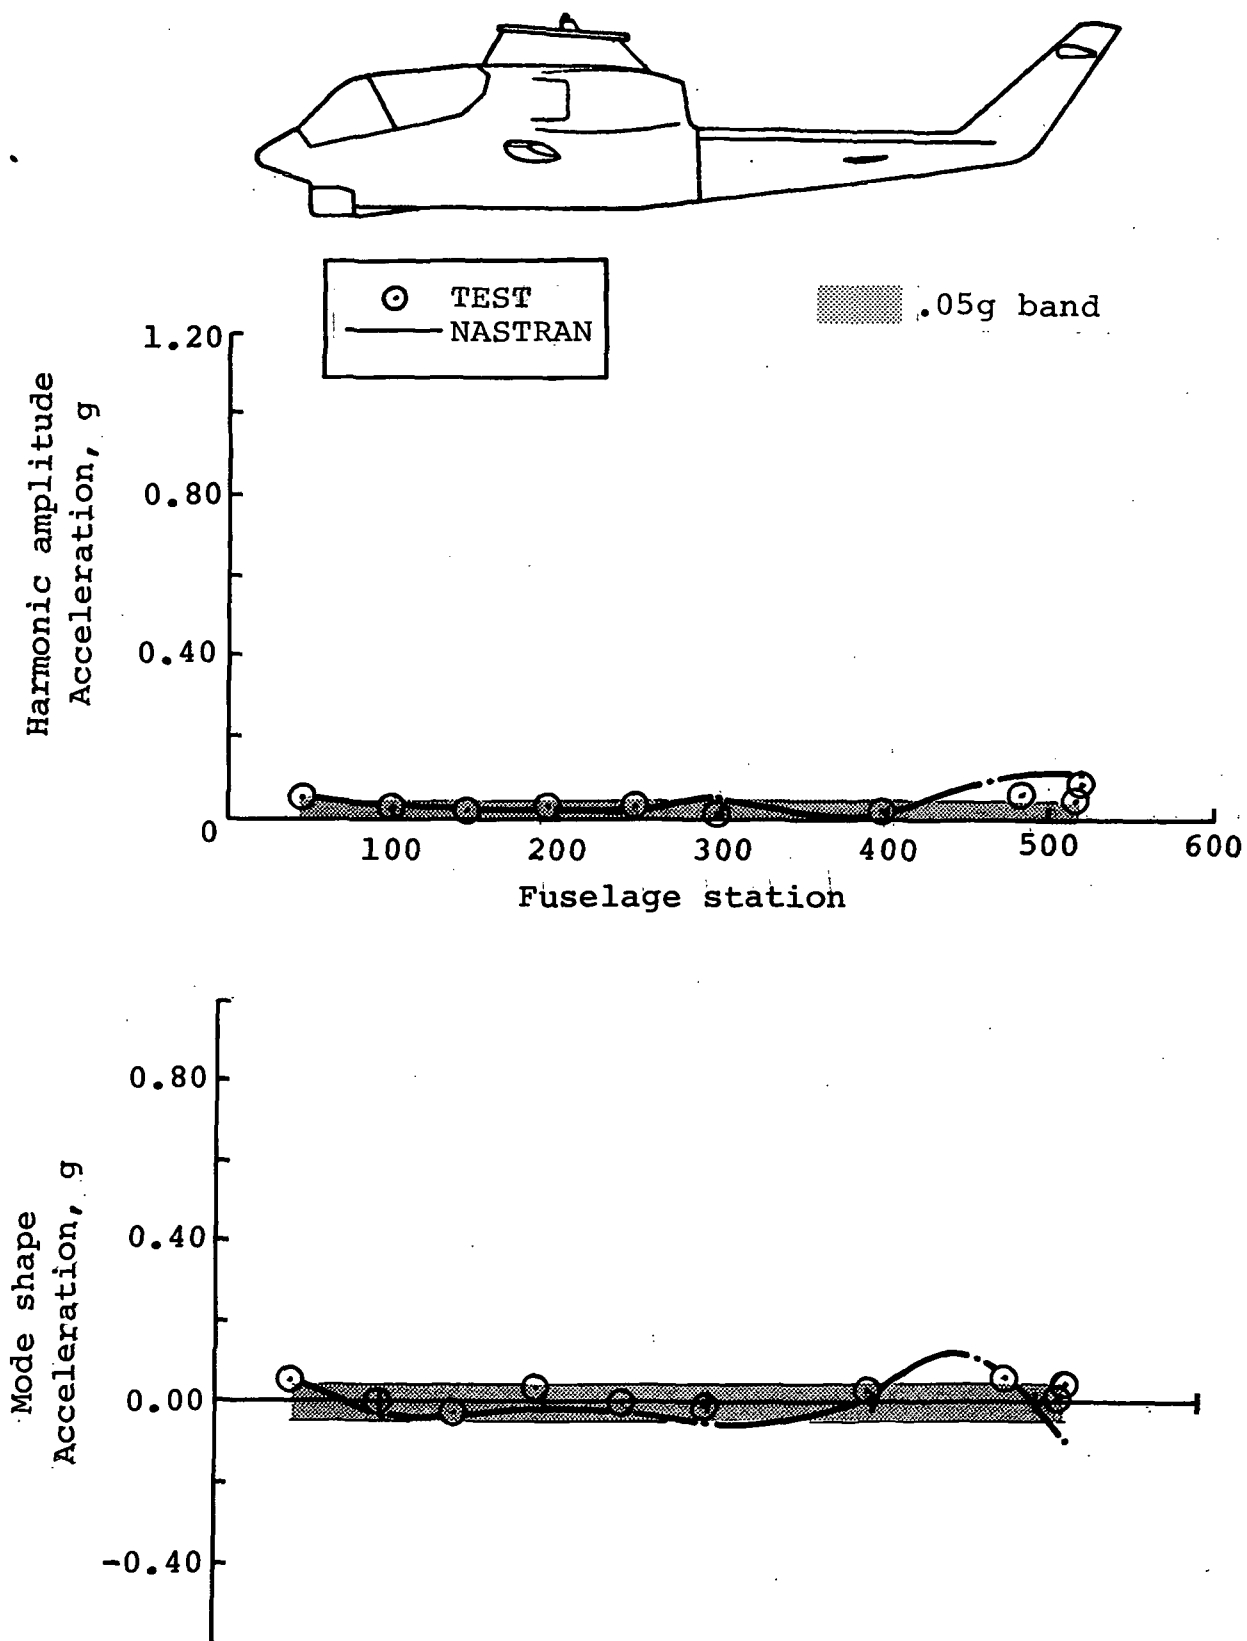 TEST
NASTRAN
.05g band
Harmonic amplitude
Acceleration, g
1.20
0.80
0.40
0
100 200 300 400 500 600
Fuselage station
Mode shape
Acceleration, g
0.80
0.40
0.00
-0.40